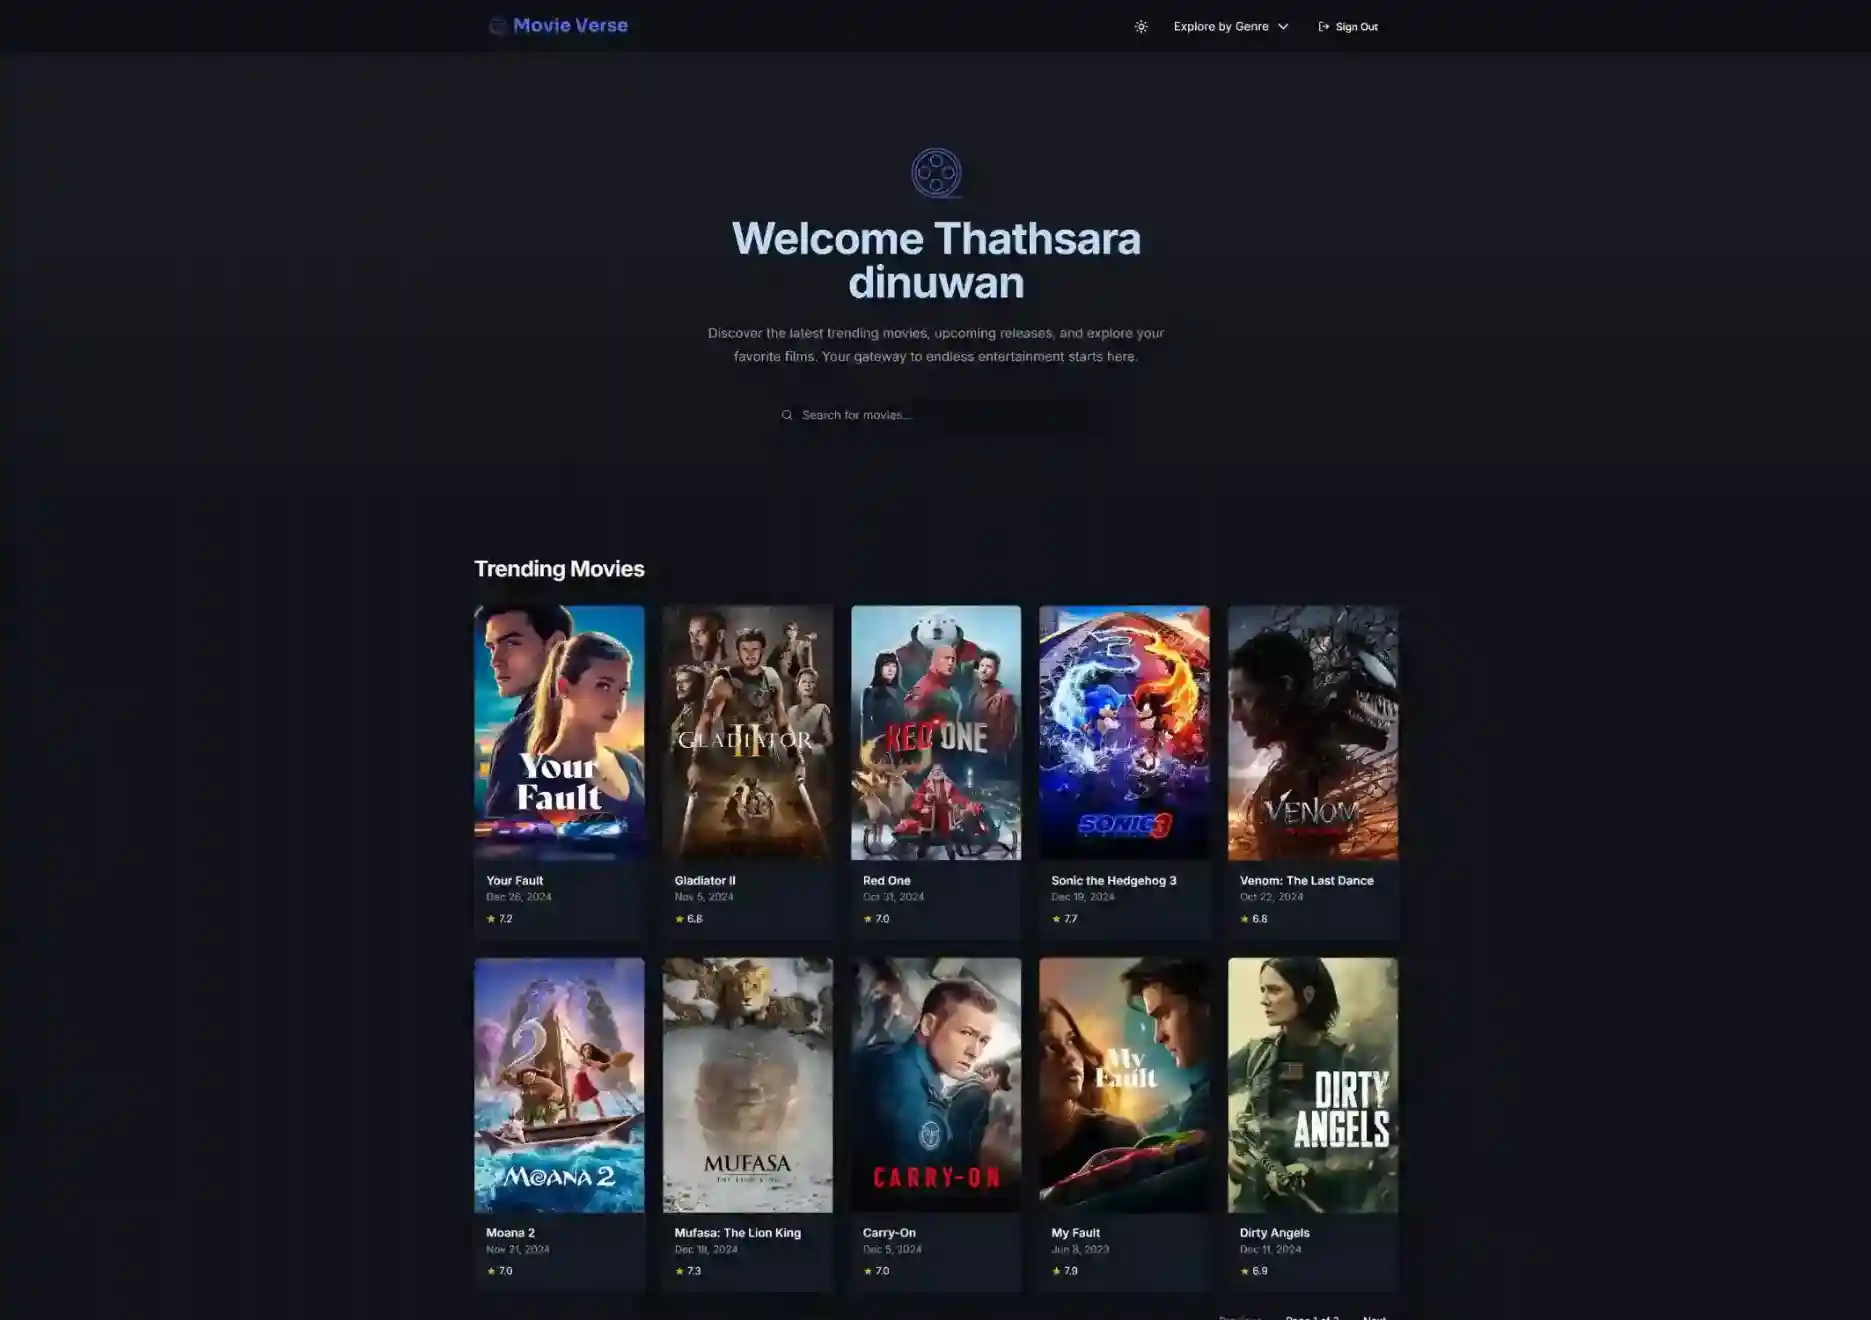 Movie Verse
Explore by Genre
Sign Out
Welcome Thathsara
dinuwan
Discover the latest trending movies, upcoming releases, and explore your
favorite films. Your gateway to endless entertainment starts here.
Search for movies...
Trending Movies
Your
Fault
GLADIATOR
II
RED ONE
SONIC 3
VENOM
Your Fault
Dec 26, 2024
7.2
Gladiator II
Nov 5, 2024
6.8
Red One
Oct 31, 2024
7.0
Sonic the Hedgehog 3
Dec 19, 2024
7.7
Venom: The Last Dance
Oct 22, 2024
6.8
2
MOANA 2
MUFASA
THE LION KING
CARRY-ON
My
Fault
DIRTY
ANGELS
Moana 2
Nov 21, 2024
7.0
Mufasa: The Lion King
Dec 18, 2024
7.3
Carry-On
Dec 5, 2024
7.0
My Fault
Jun 8, 2023
7.9
Dirty Angels
Dec 11, 2024
6.9
Previous
Next